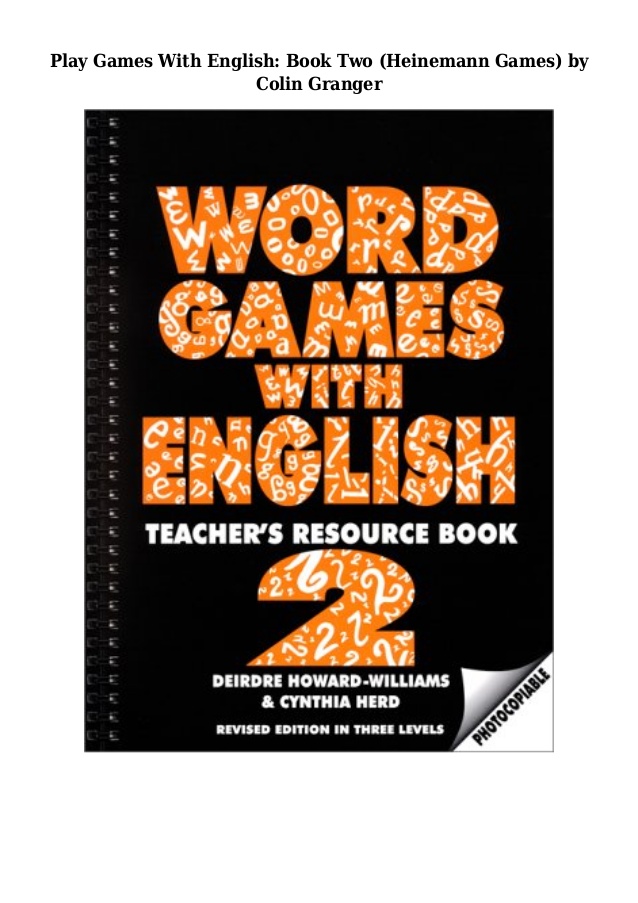 Play Games With English: Book Two (Heinemann Games) by
Colin Granger
WORD
GAMES
WITH
ENGLISH
TEACHER'S RESOURCE BOOK
2
DEIRDRE HOWARD-WILLIAMS
& CYNTHIA HERD
REVISED EDITION IN THREE LEVELS
PHOTOCOPIABLE